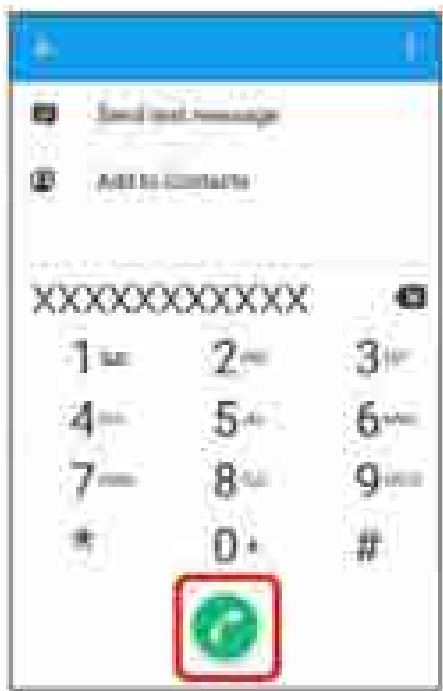 Send text message
Add to contacts
XXXXXXXXXXX
1 2 3
4 5 6
7 8 9
* 0 + #